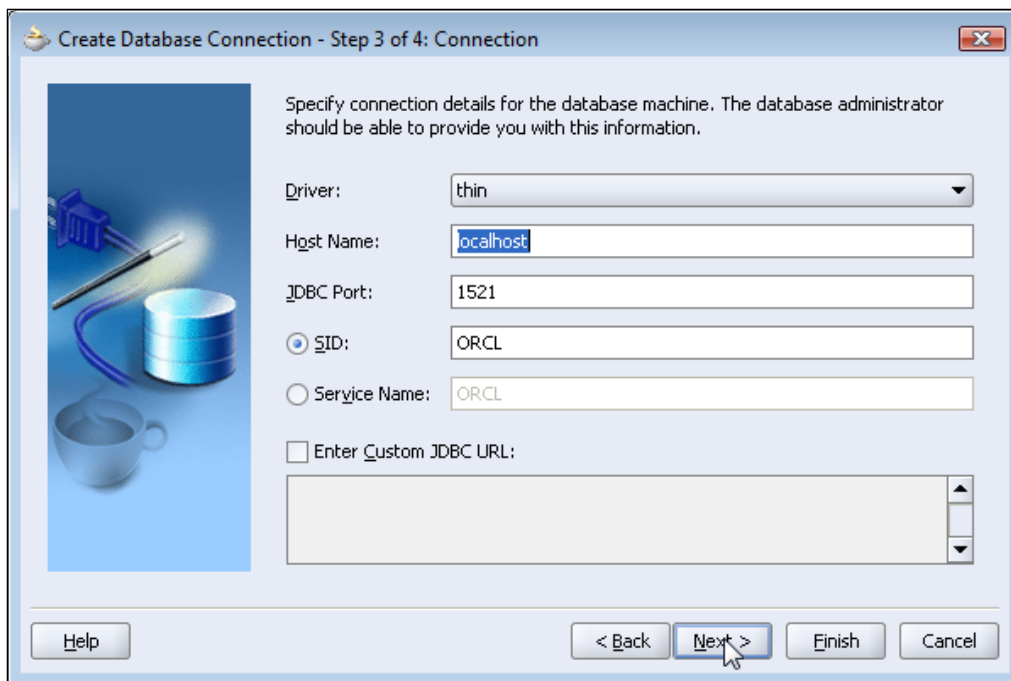 Create Database Connection - Step 3 of 4: Connection
Specify connection details for the database machine. The database administrator
should be able to provide you with this information.
Driver: thin
Host Name: localhost
JDBC Port: 1521
SID: ORCL
Service Name: ORCL
Enter Custom JDBC URL:
Help < Back Next > Finish Cancel